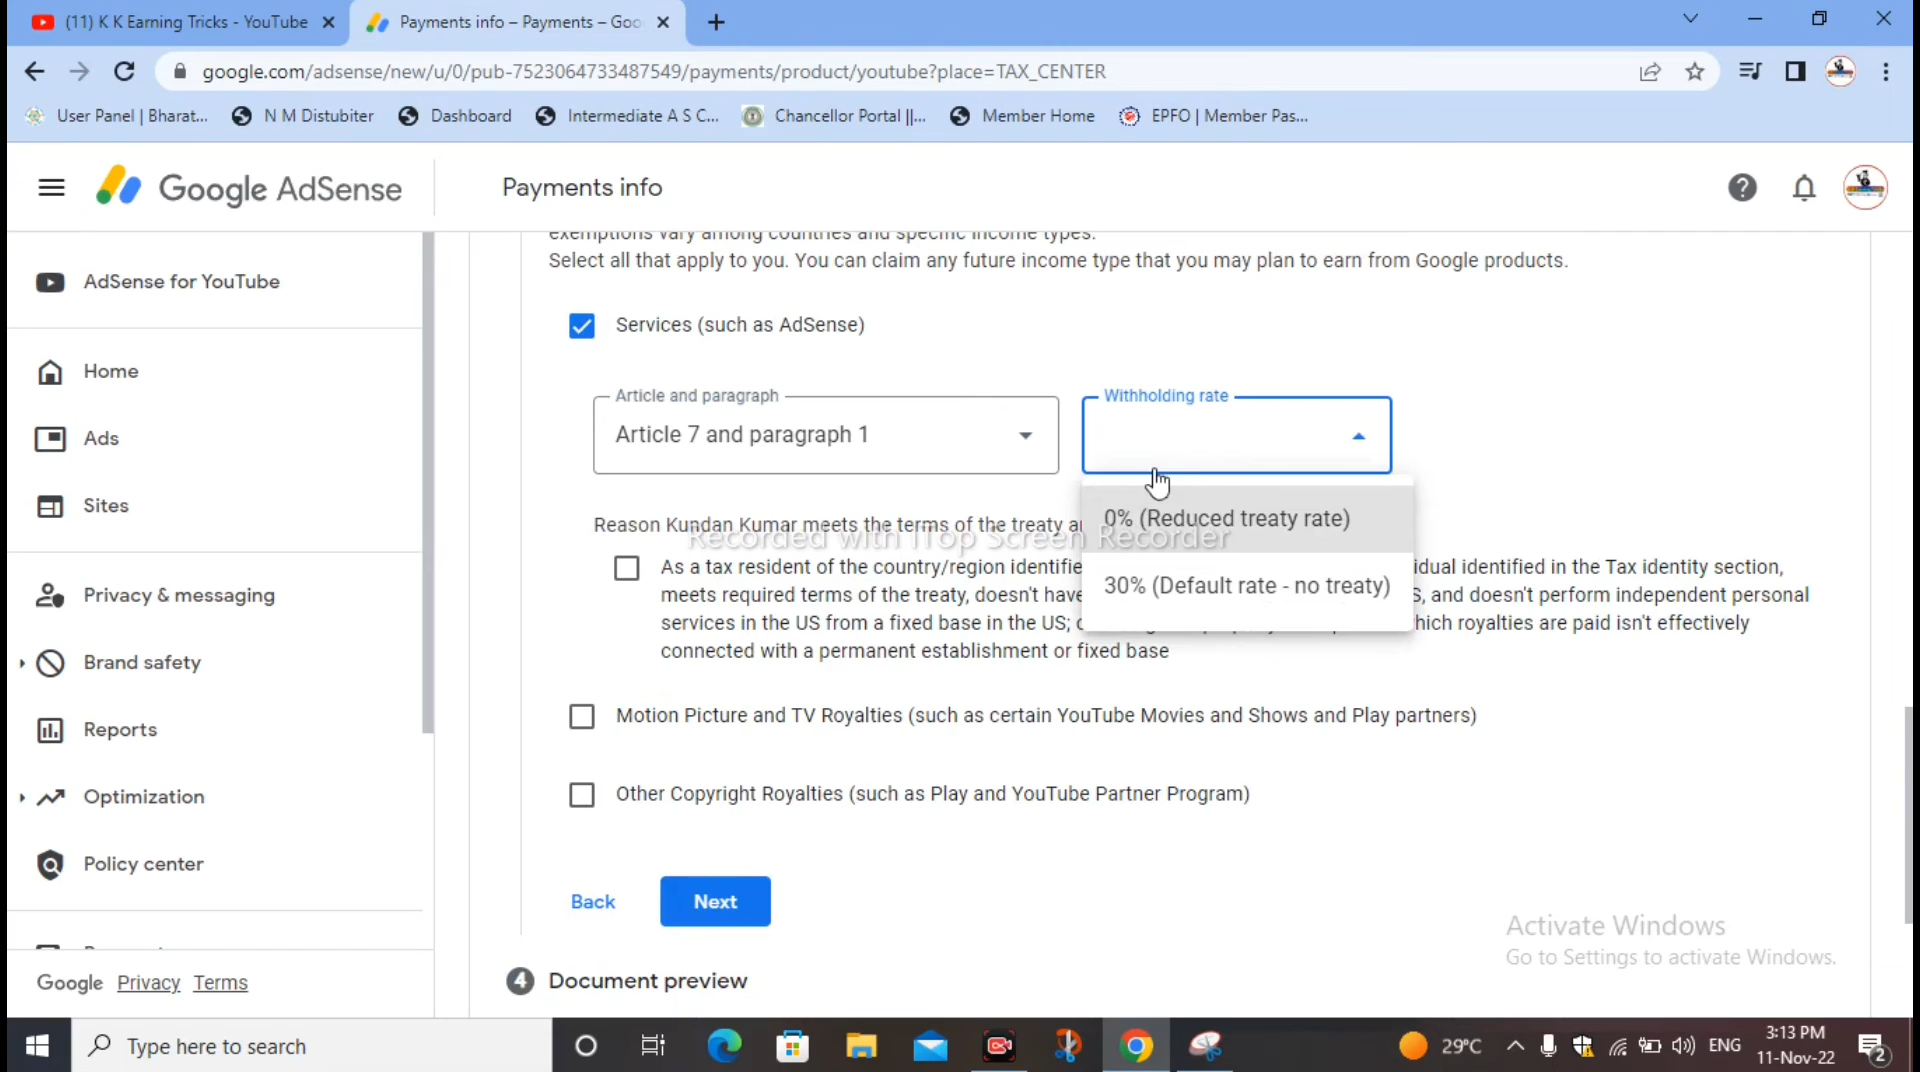 (11) K K Earning Tricks - YouTube
Payments info – Payments – Goo
google.com/adsense/new/u/0/pub-7523064733487549/payments/product/youtube?place=TAX_CENTER
User Panel | Bharat...
N M Distubiter
Dashboard
Intermediate A S C...
Chancellor Portal ||...
Member Home
EPFO | Member Pas...
Google AdSense
Payments info
exemptions vary among countries and specific income types.
Select all that apply to you. You can claim any future income type that you may plan to earn from Google products.
AdSense for YouTube
Home
Ads
Sites
Privacy & messaging
Brand safety
Reports
Optimization
Policy center
Google Privacy Terms
Services (such as AdSense)
Article and paragraph
Article 7 and paragraph 1
Withholding rate
0% (Reduced treaty rate)
30% (Default rate - no treaty)
Reason Kundan Kumar meets the terms of the treaty
Recorded with iTop Screen Recorder
As a tax resident of the country/region identifie dual identified in the Tax identity section,
meets required terms of the treaty, doesn't have S, and doesn't perform independent personal
services in the US from a fixed base in the US; hich royalties are paid isn't effectively
connected with a permanent establishment or fixed base
Motion Picture and TV Royalties (such as certain YouTube Movies and Shows and Play partners)
Other Copyright Royalties (such as Play and YouTube Partner Program)
Back
Next
4 Document preview
Activate Windows
Go to Settings to activate Windows.
Type here to search
29°C
ENG
3:13 PM
11-Nov-22
2